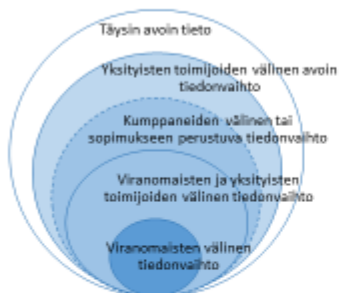 Täysin avoin tieto
Yksityisten toimijoiden välinen avoin
tiedonvaihto
Kumppaneiden välinen tai
sopimukseen perustuva tiedonvaihto
Viranomaisten ja yksityisten
toimijoiden välinen tiedonvaihto
Viranomaisten välinen
tiedonvaihto